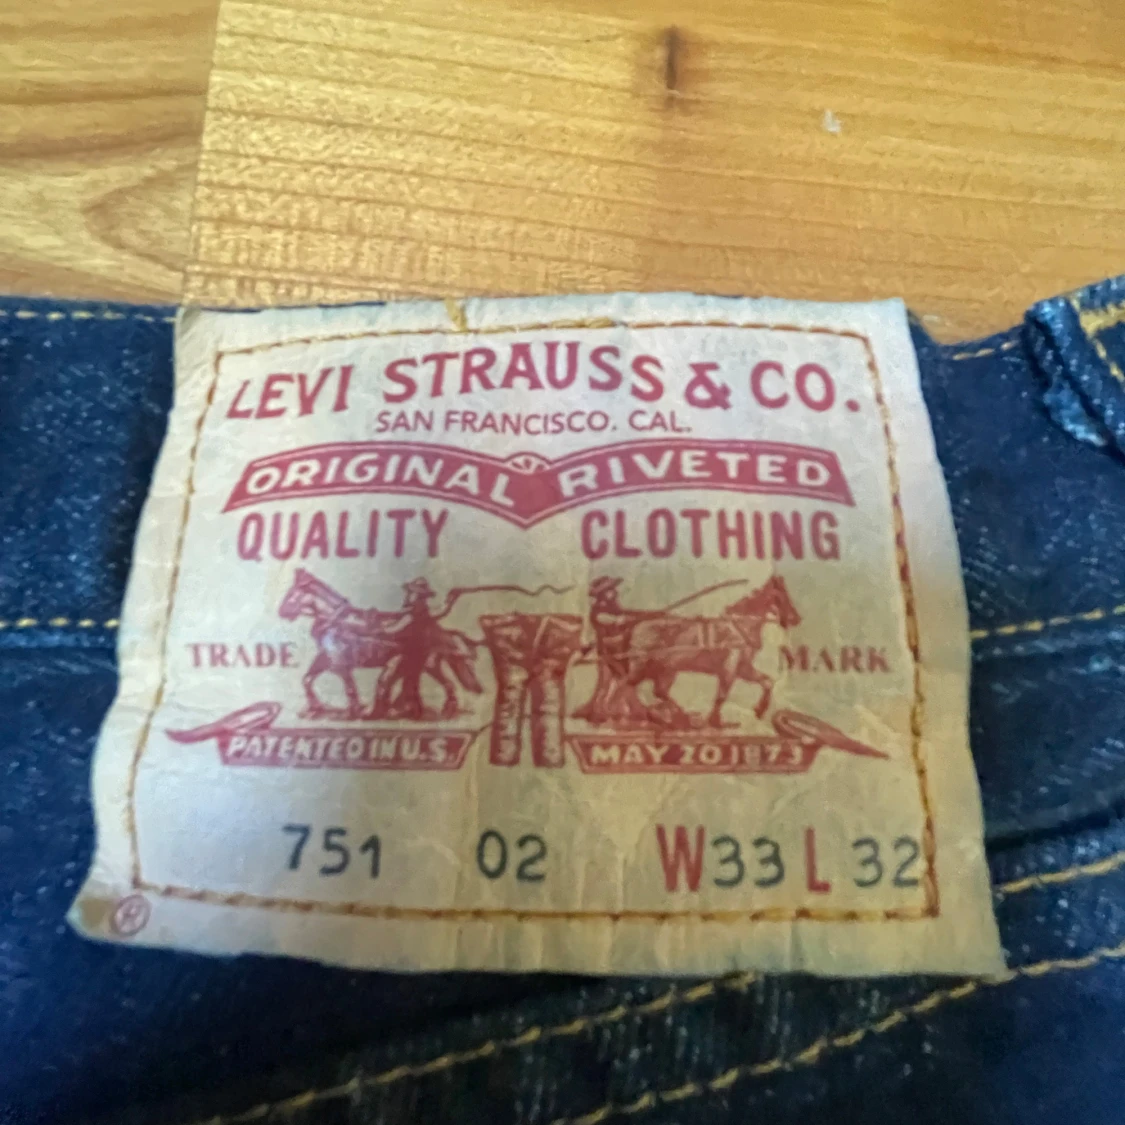 LEVI STRAUSS & CO.
SAN FRANCISCO. CAL.
ORIGINAL RIVETED
QUALITY CLOTHING
TRADE MARK
PATENTED IN U.S. MAY 20 1873
751 02 W33 L 32
®